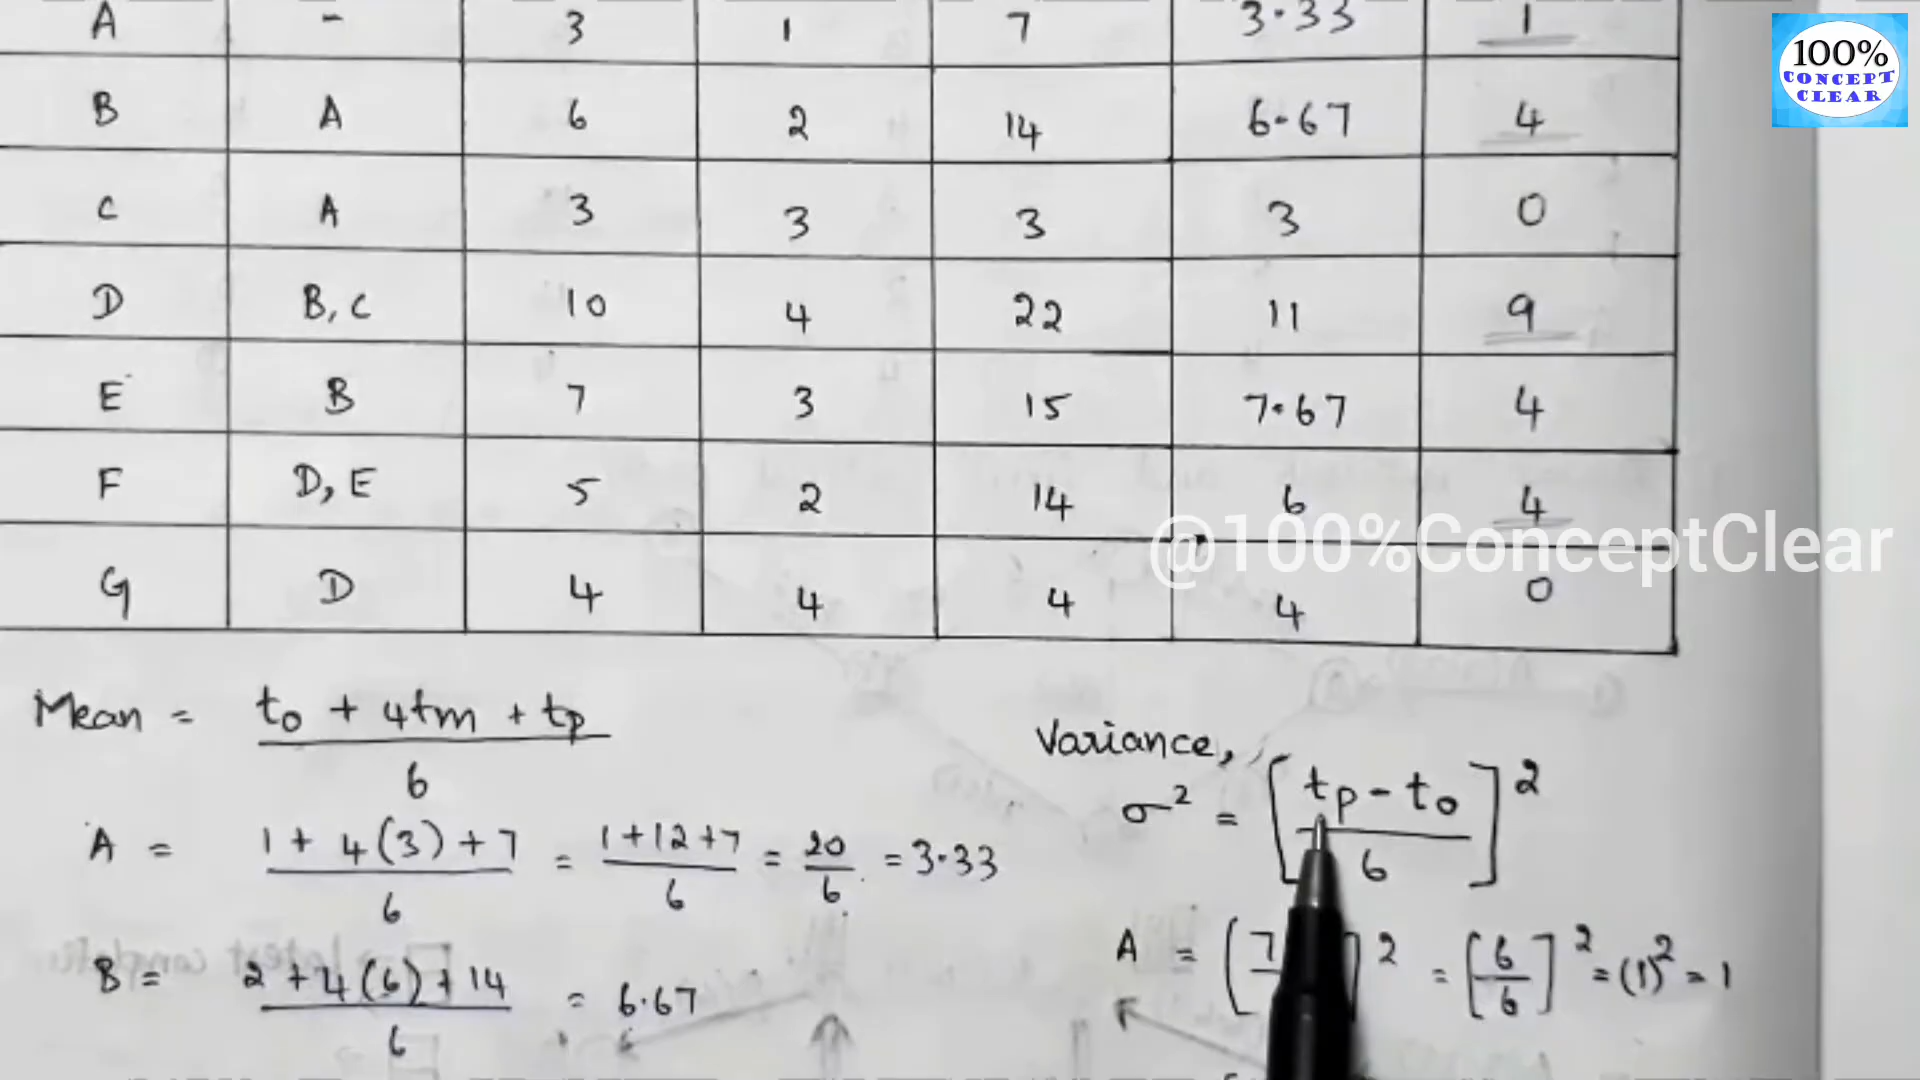 A - 3 1 7 3.33 1
B A 6 2 14 6.67 4
C A 3 3 3 3 0
D B, C 10 4 22 11 9
E B 7 3 15 7.67 4
F D, E 5 2 14 6 4
G D 4 4 4 4 0
100%
CONCEPT
CLEAR
@100%ConceptClear
Mean = to + 4tm + tp
6
A = 1 + 4(3) + 7 = 1+12+7 = 20 = 3.33
6 6 6
B = 2 + 4(6) + 14 = 6.67
6
Variance,
σ² = [tp - to]²
6
A = (7 ]² = [6]² = (1)² = 1
6